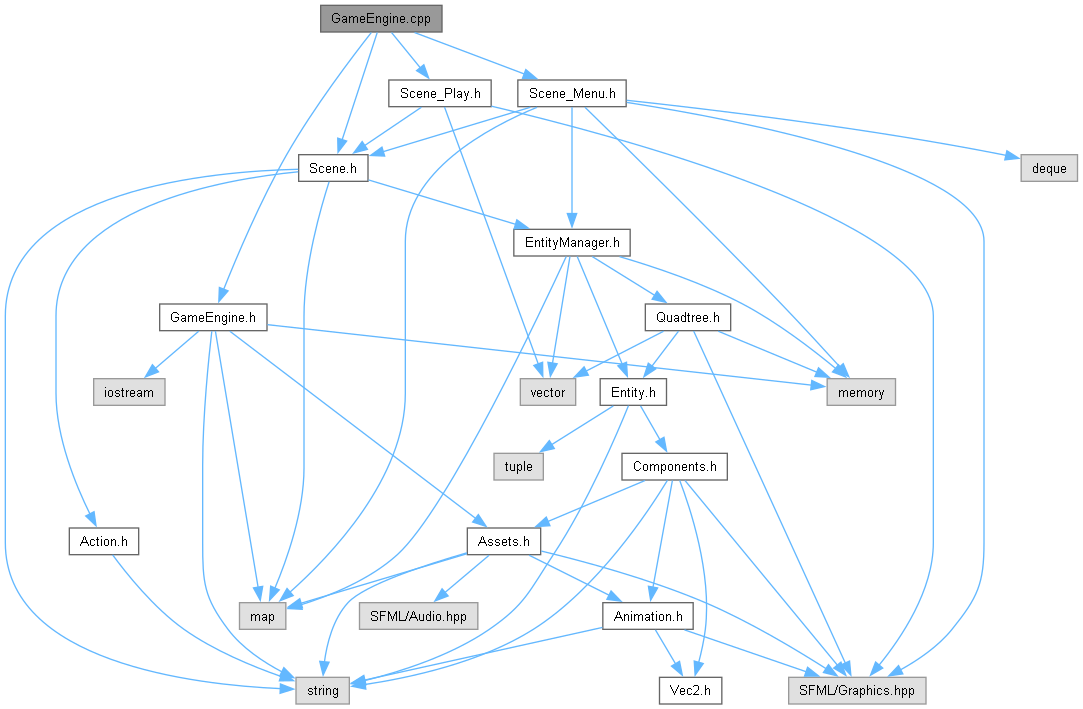 GameEngine.cpp
Scene_Play.h
Scene_Menu.h
Scene.h
deque
EntityManager.h
GameEngine.h
Quadtree.h
iostream
vector
Entity.h
memory
tuple
Components.h
Action.h
Assets.h
map
SFML/Audio.hpp
Animation.h
string
Vec2.h
SFML/Graphics.hpp